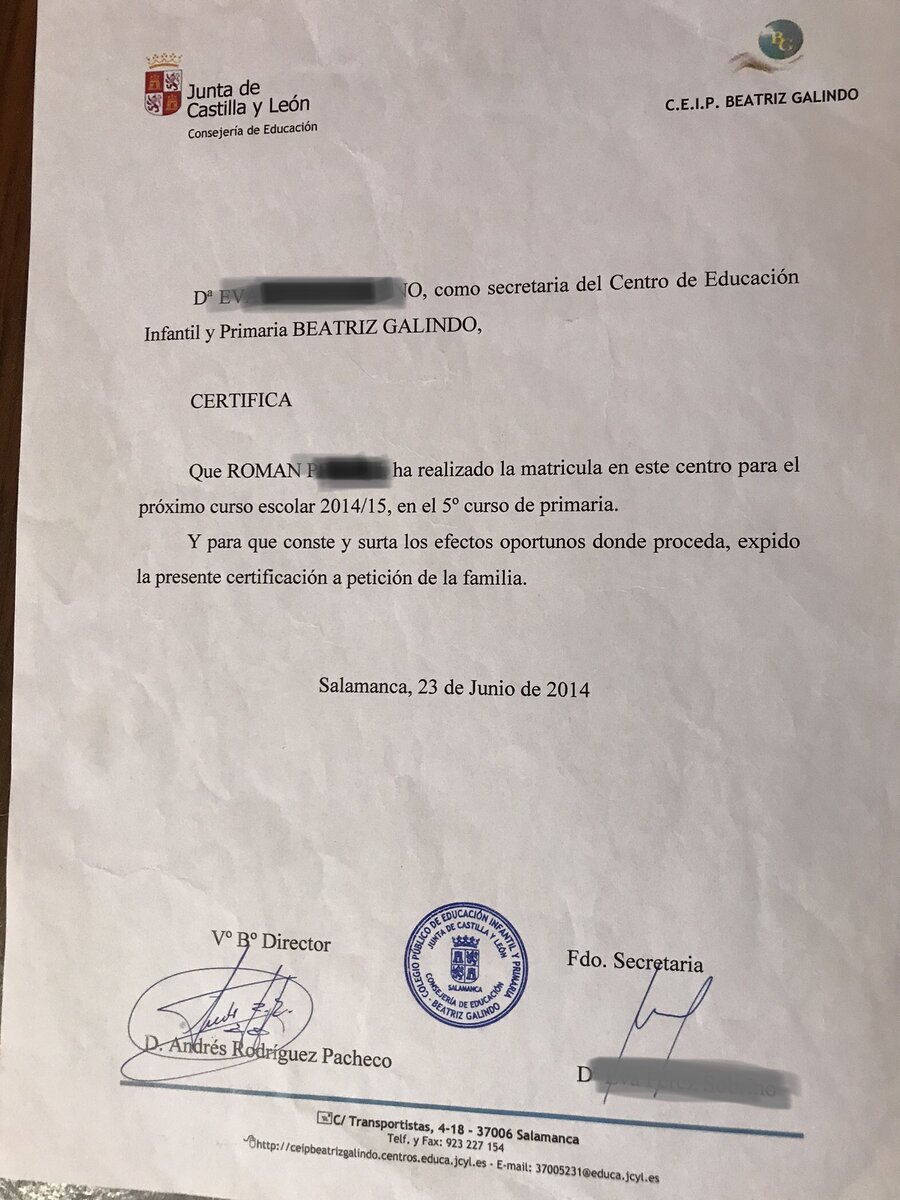 Junta de
Castilla y León
Consejería de Educación
BG
C.E.I.P. BEATRIZ GALINDO
Dª EV NO, como secretaria del Centro de Educación
Infantil y Primaria BEATRIZ GALINDO,
CERTIFICA
Que ROMAN P ha realizado la matricula en este centro para el
próximo curso escolar 2014/15, en el 5º curso de primaria.
Y para que conste y surta los efectos oportunos donde proceda, expido
la presente certificación a petición de la familia.
Salamanca, 23 de Junio de 2014
Vº Bº Director
COLEGIO PÚBLICO DE EDUCACIÓN INFANTIL Y PRIMARIA
JUNTA DE CASTILLA Y LEÓN
SALAMANCA
CONSEJERÍA DE EDUCACIÓN
- BEATRIZ GALINDO
Fdo. Secretaria
D. Andrés Rodríguez Pacheco
D
C/ Transportistas, 4-18 - 37006 Salamanca
Telf. y Fax: 923 227 154
http://ceipbeatrizgalindo.centros.educa.jcyl.es - E-mail: 37005231@educa.jcyl.es